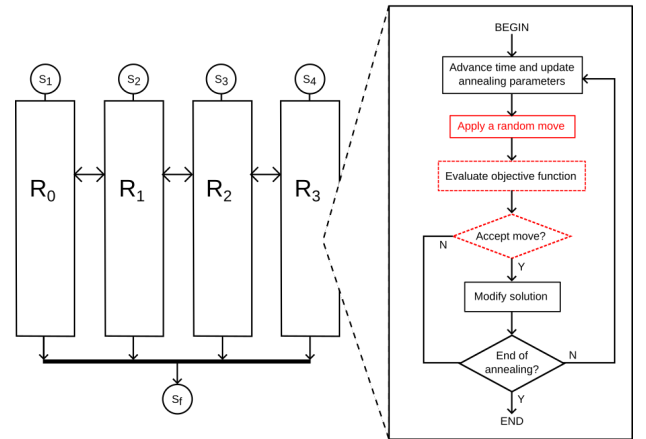 S1 S2 S3 S4
R0 R1 R2 R3
Sf
BEGIN
Advance time and update
annealing parameters
Apply a random move
Evaluate objective function
Accept move?
N
Y
Modify solution
End of
annealing?
N
Y
END